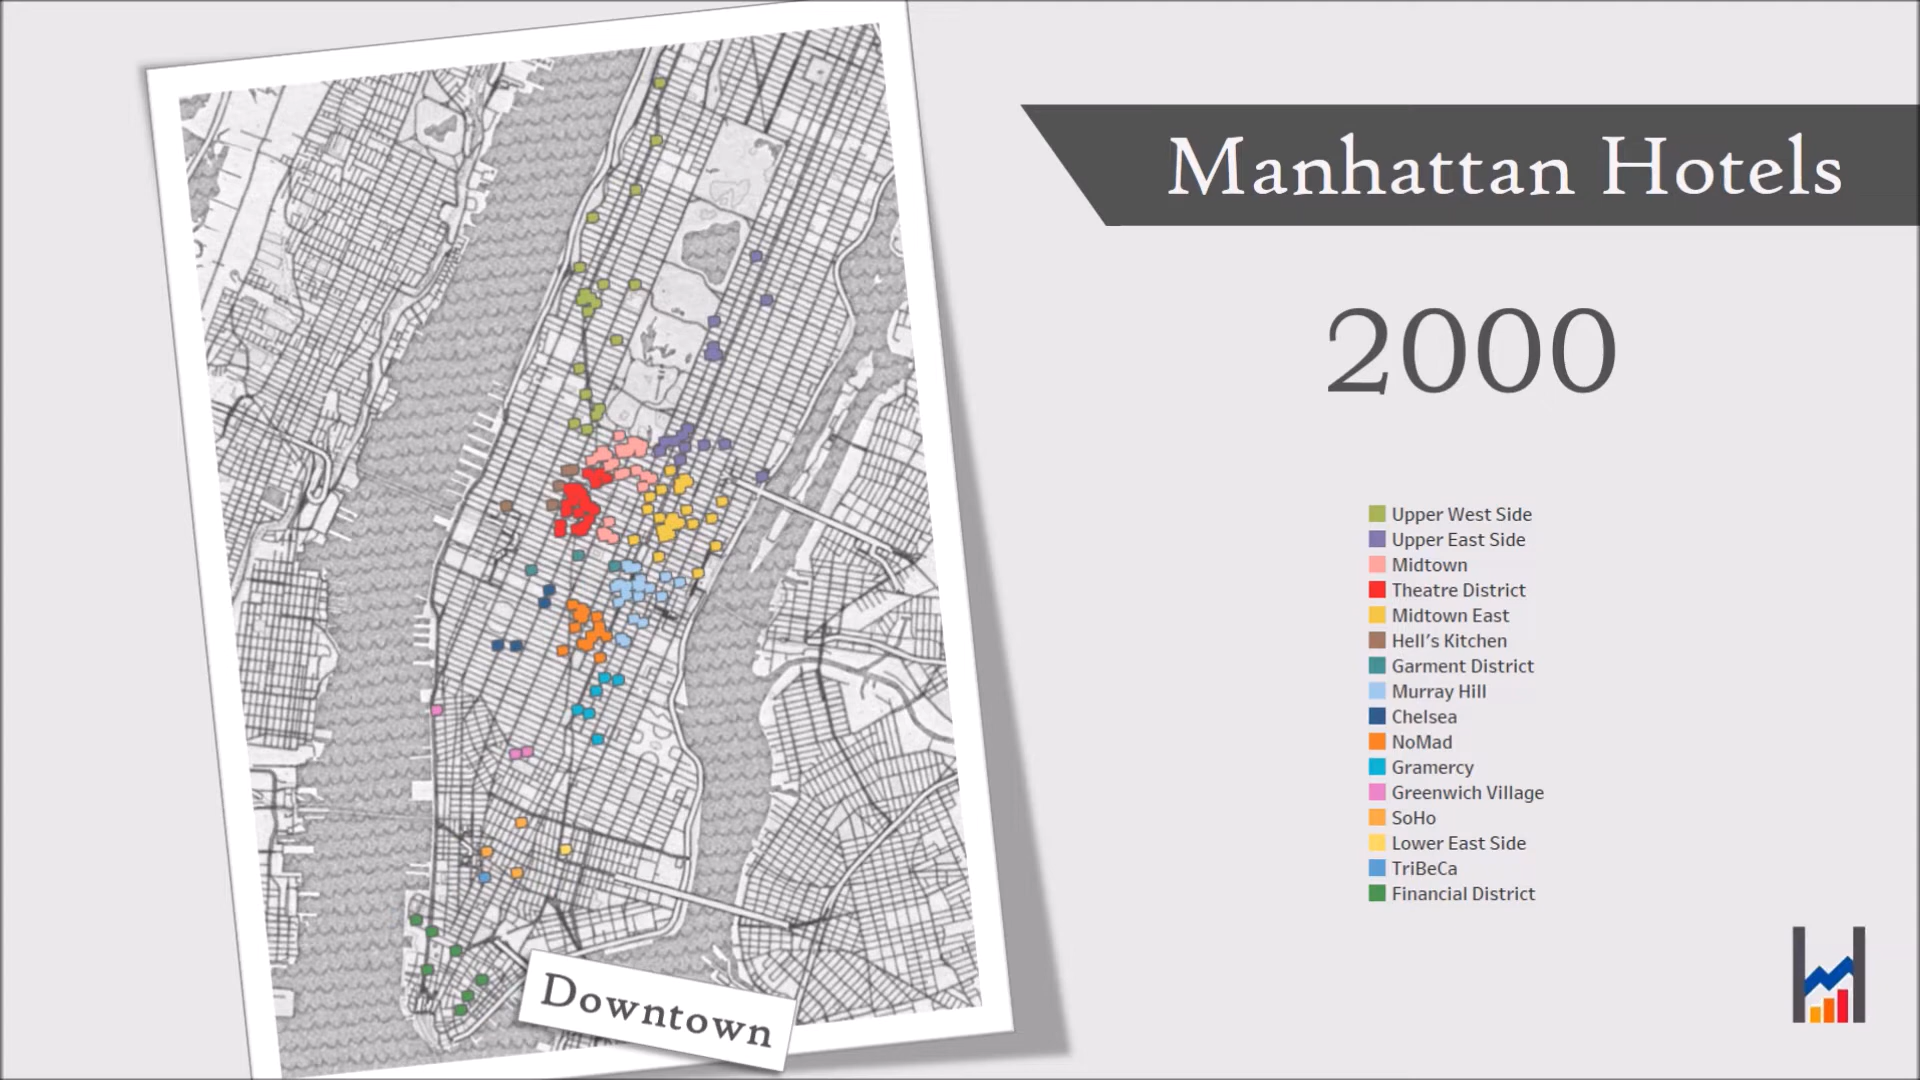 Manhattan Hotels
2000
Upper West Side
Upper East Side
Midtown
Theatre District
Midtown East
Hell's Kitchen
Garment District
Murray Hill
Chelsea
NoMad
Gramercy
Greenwich Village
SoHo
Lower East Side
TriBeCa
Financial District
Downtown